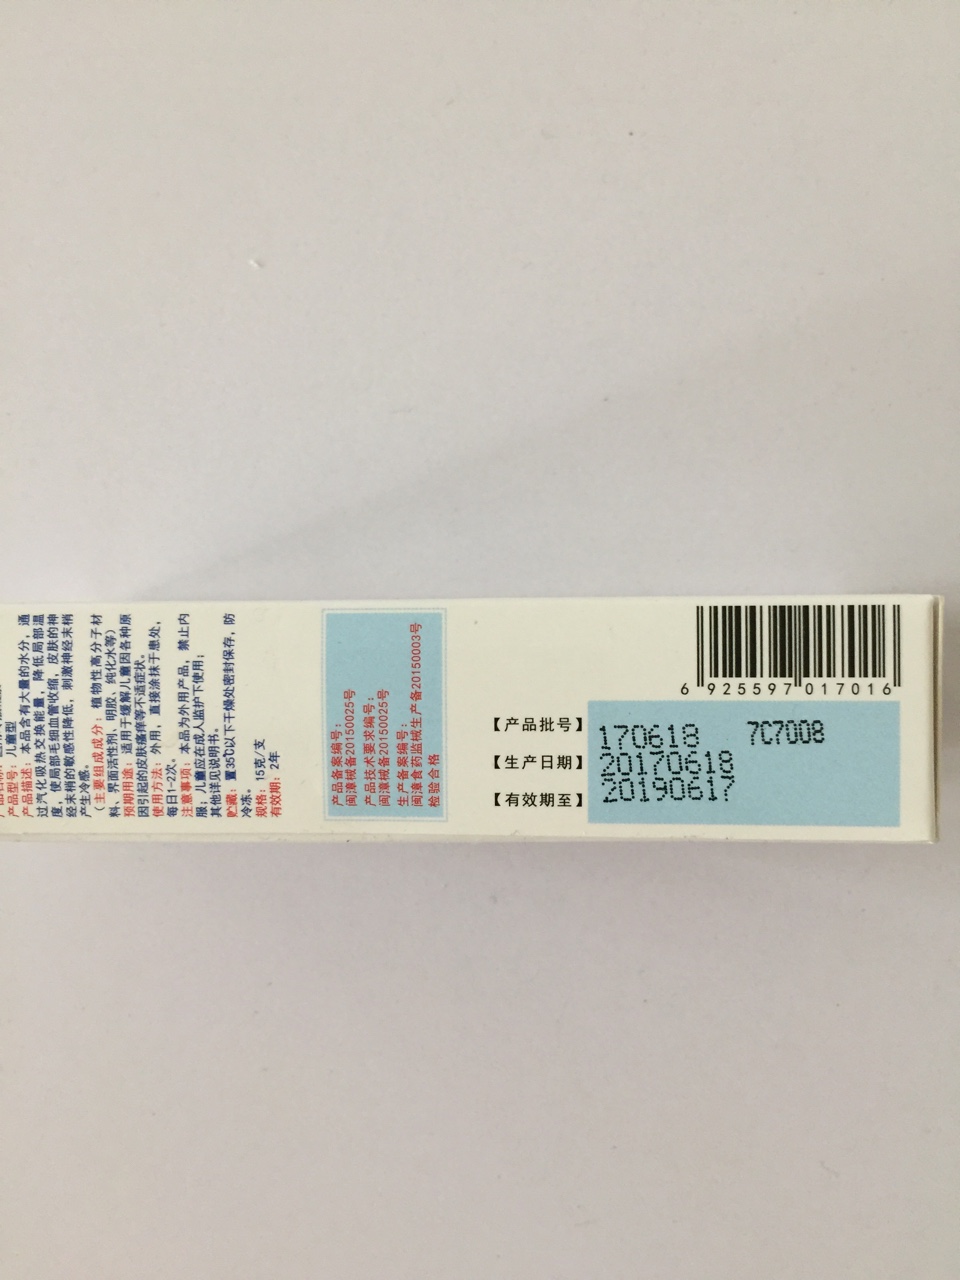 产品型号：儿童型
产品描述：本品含有大量的水分，通
过汽化吸热交换能量，降低局部温
度，使局部毛细血管收缩，皮肤的神
经末梢的敏感性降低，刺激神经末梢
产生冷感。
（主要组成成分：植物性高分子材
料、界面活性剂、明胶、纯化水等）
预期用途：适用于缓解儿童因各种原
因引起的皮肤瘙痒等不适症状。
使用方法：外用，直接涂抹于患处，
每日1-2次。
注意事项：本品为外用产品，禁止内
服；儿童应在成人监护下使用；
其他详见说明书。
贮藏：置35℃以下干燥处密封保存，防
冷冻。
规格：15克/支
有效期：2年
产品备案编号：
闽漳械备20150025号
产品技术要求编号：
闽漳械备20150025号
生产备案编号：
闽漳食药监械生产备20150003号
检验合格
6 925597 017016
【产品批号】 170618 7C7008
【生产日期】 20170618
【有效期至】 20190617